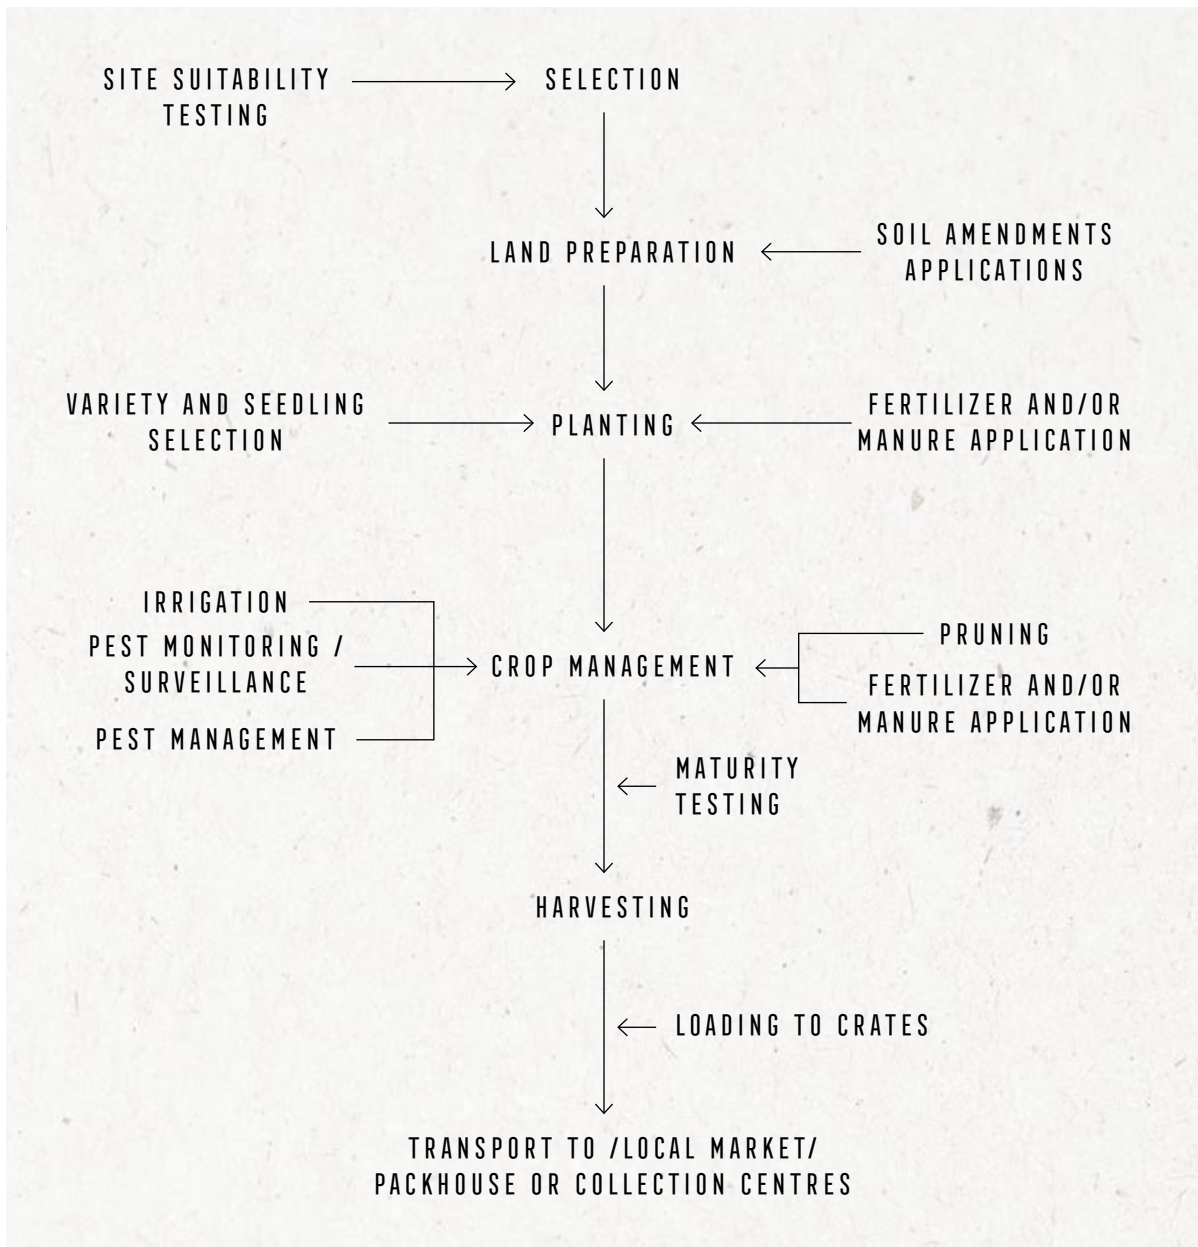 SITE SUITABILITY
TESTING
SELECTION
LAND PREPARATION
SOIL AMENDMENTS
APPLICATIONS
VARIETY AND SEEDLING
SELECTION
PLANTING
FERTILIZER AND/OR
MANURE APPLICATION
IRRIGATION
PEST MONITORING /
SURVEILLANCE
PEST MANAGEMENT
CROP MANAGEMENT
PRUNING
FERTILIZER AND/OR
MANURE APPLICATION
MATURITY
TESTING
HARVESTING
LOADING TO CRATES
TRANSPORT TO /LOCAL MARKET/
PACKHOUSE OR COLLECTION CENTRES